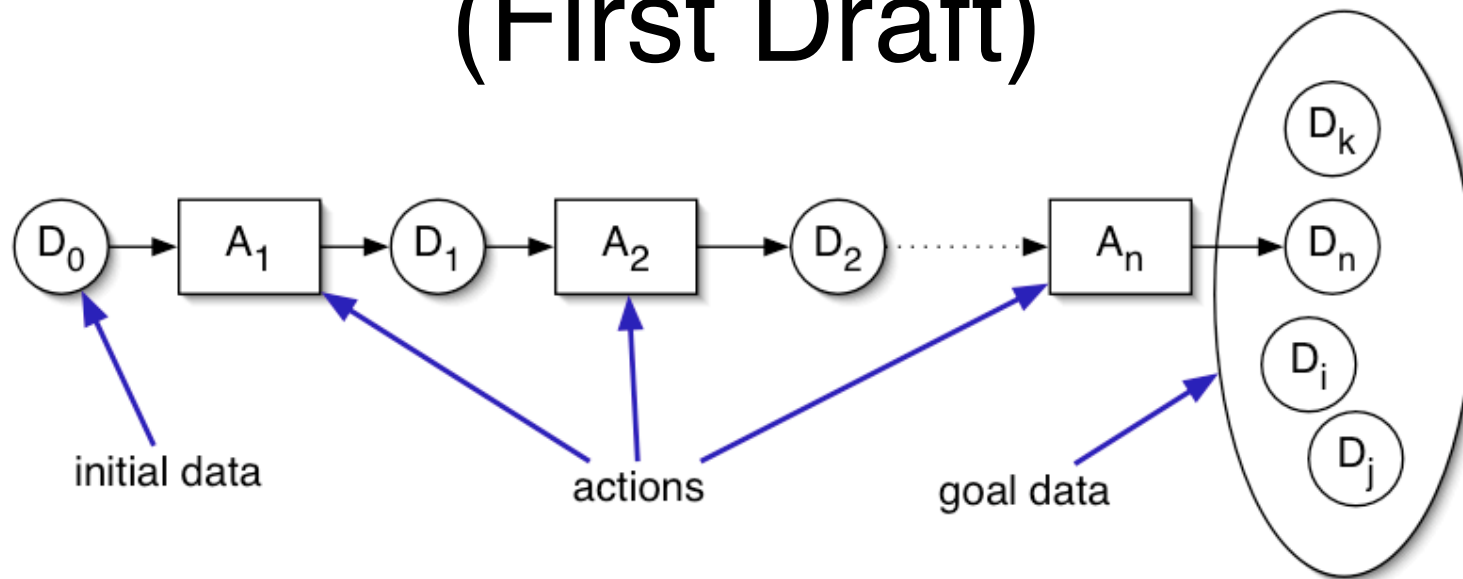 (First Draft)
D0 A1 D1 A2 D2 An Dn
Dk
Di
Dj
initial data
actions
goal data